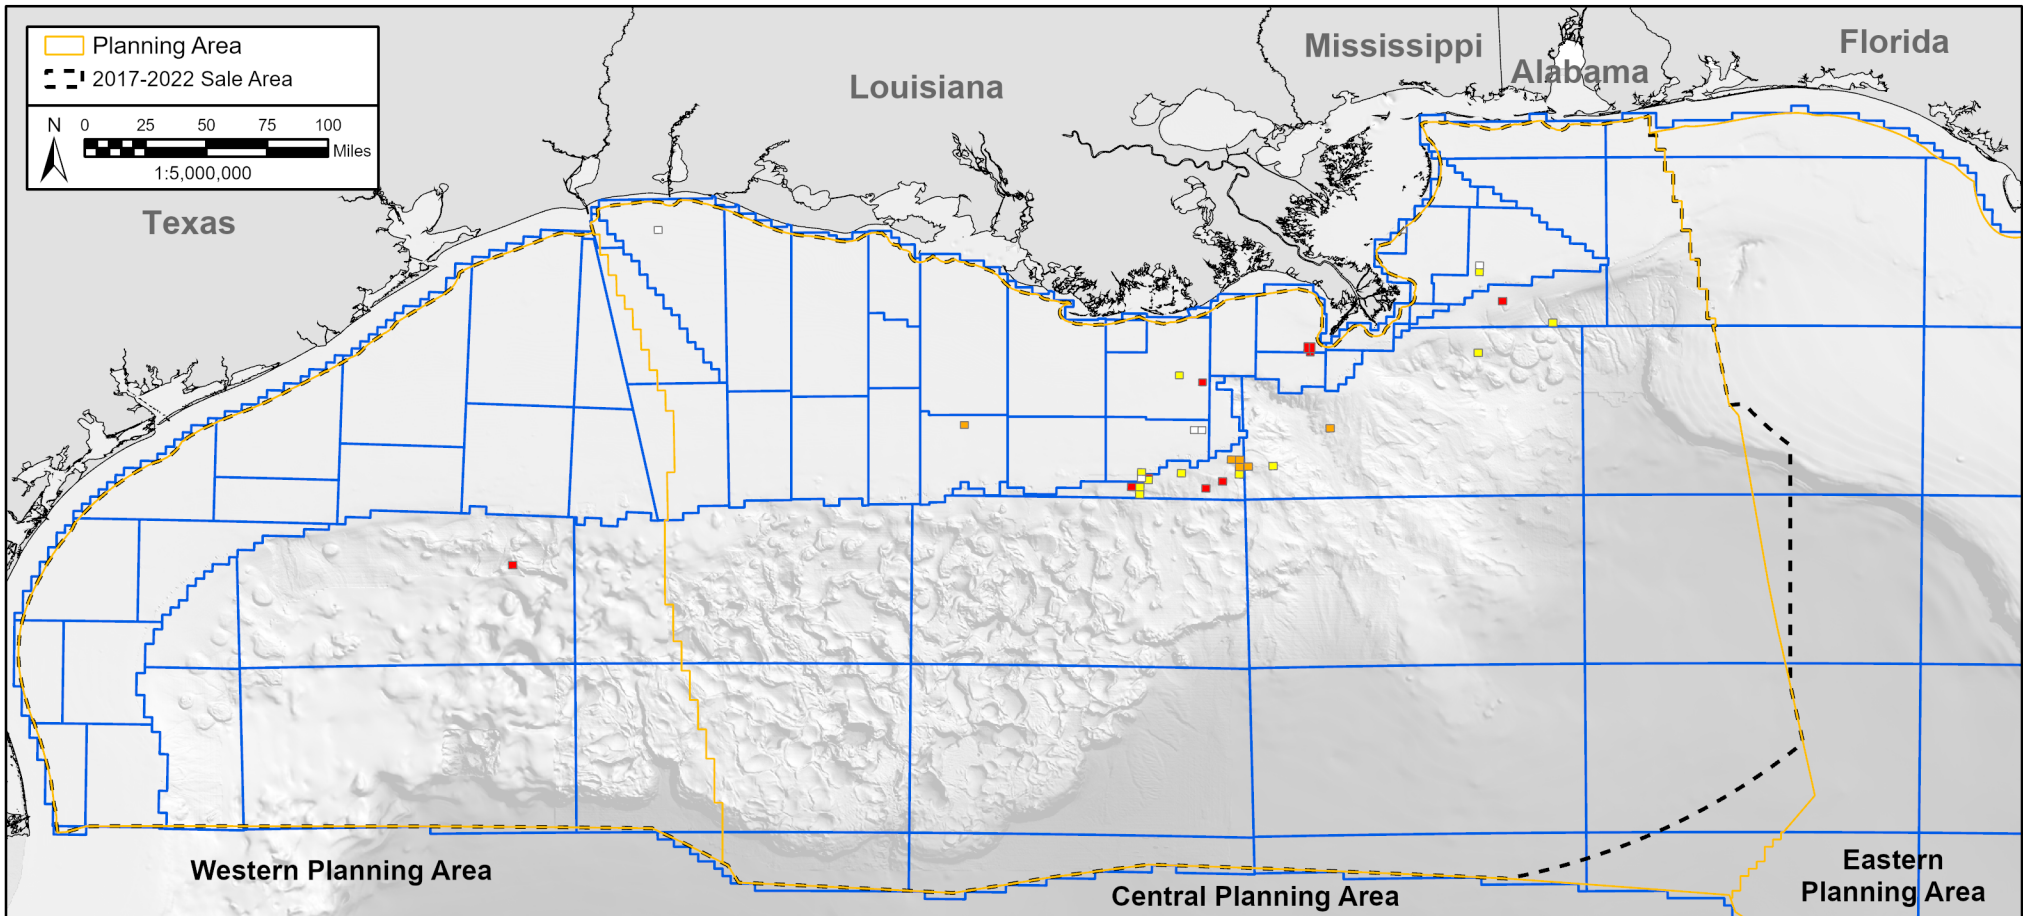 Planning Area
2017-2022 Sale Area
N 0 25 50 75 100
Miles
1:5,000,000
Texas
Louisiana
Mississippi
Alabama
Florida
Western Planning Area
Central Planning Area
Eastern
Planning Area